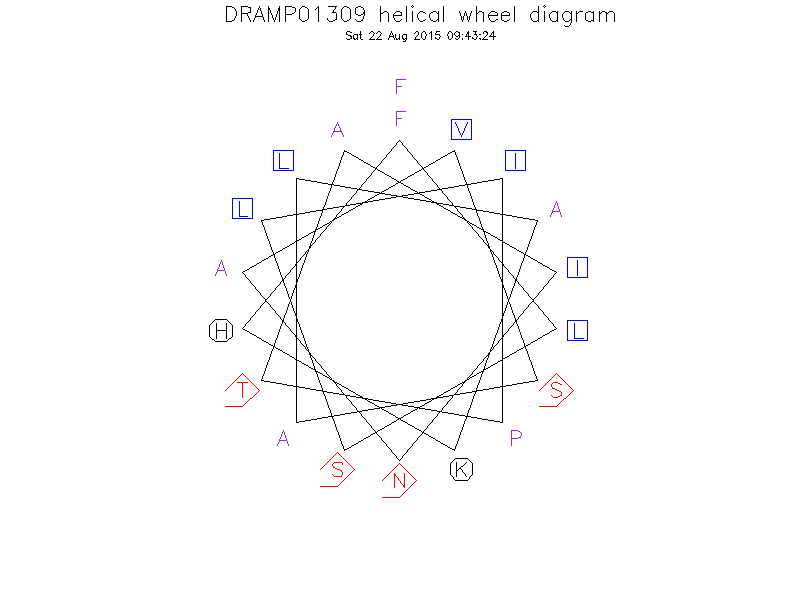 DRAMP01309 helical wheel diagram
Sat 22 Aug 2015 09:43:24
F
F
A V
L I
L A
A I
H L
T S
A P
S K
N